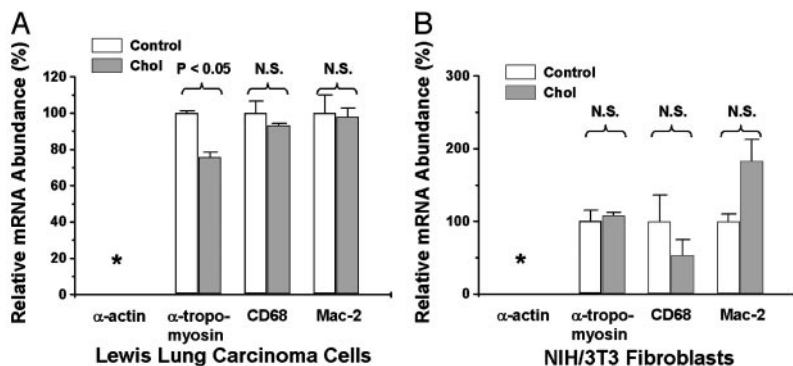 A
Relative mRNA Abundance (%)
Control
Chol
P < 0.05
N.S.
N.S.
120
100
80
60
40
20
0
*
α-actin
α-tropo-
myosin
CD68
Mac-2
Lewis Lung Carcinoma Cells
B
Relative mRNA Abundance (%)
Control
Chol
N.S.
N.S.
N.S.
300
200
100
50
0
*
α-actin
α-tropo-
myosin
CD68
Mac-2
NIH/3T3 Fibroblasts